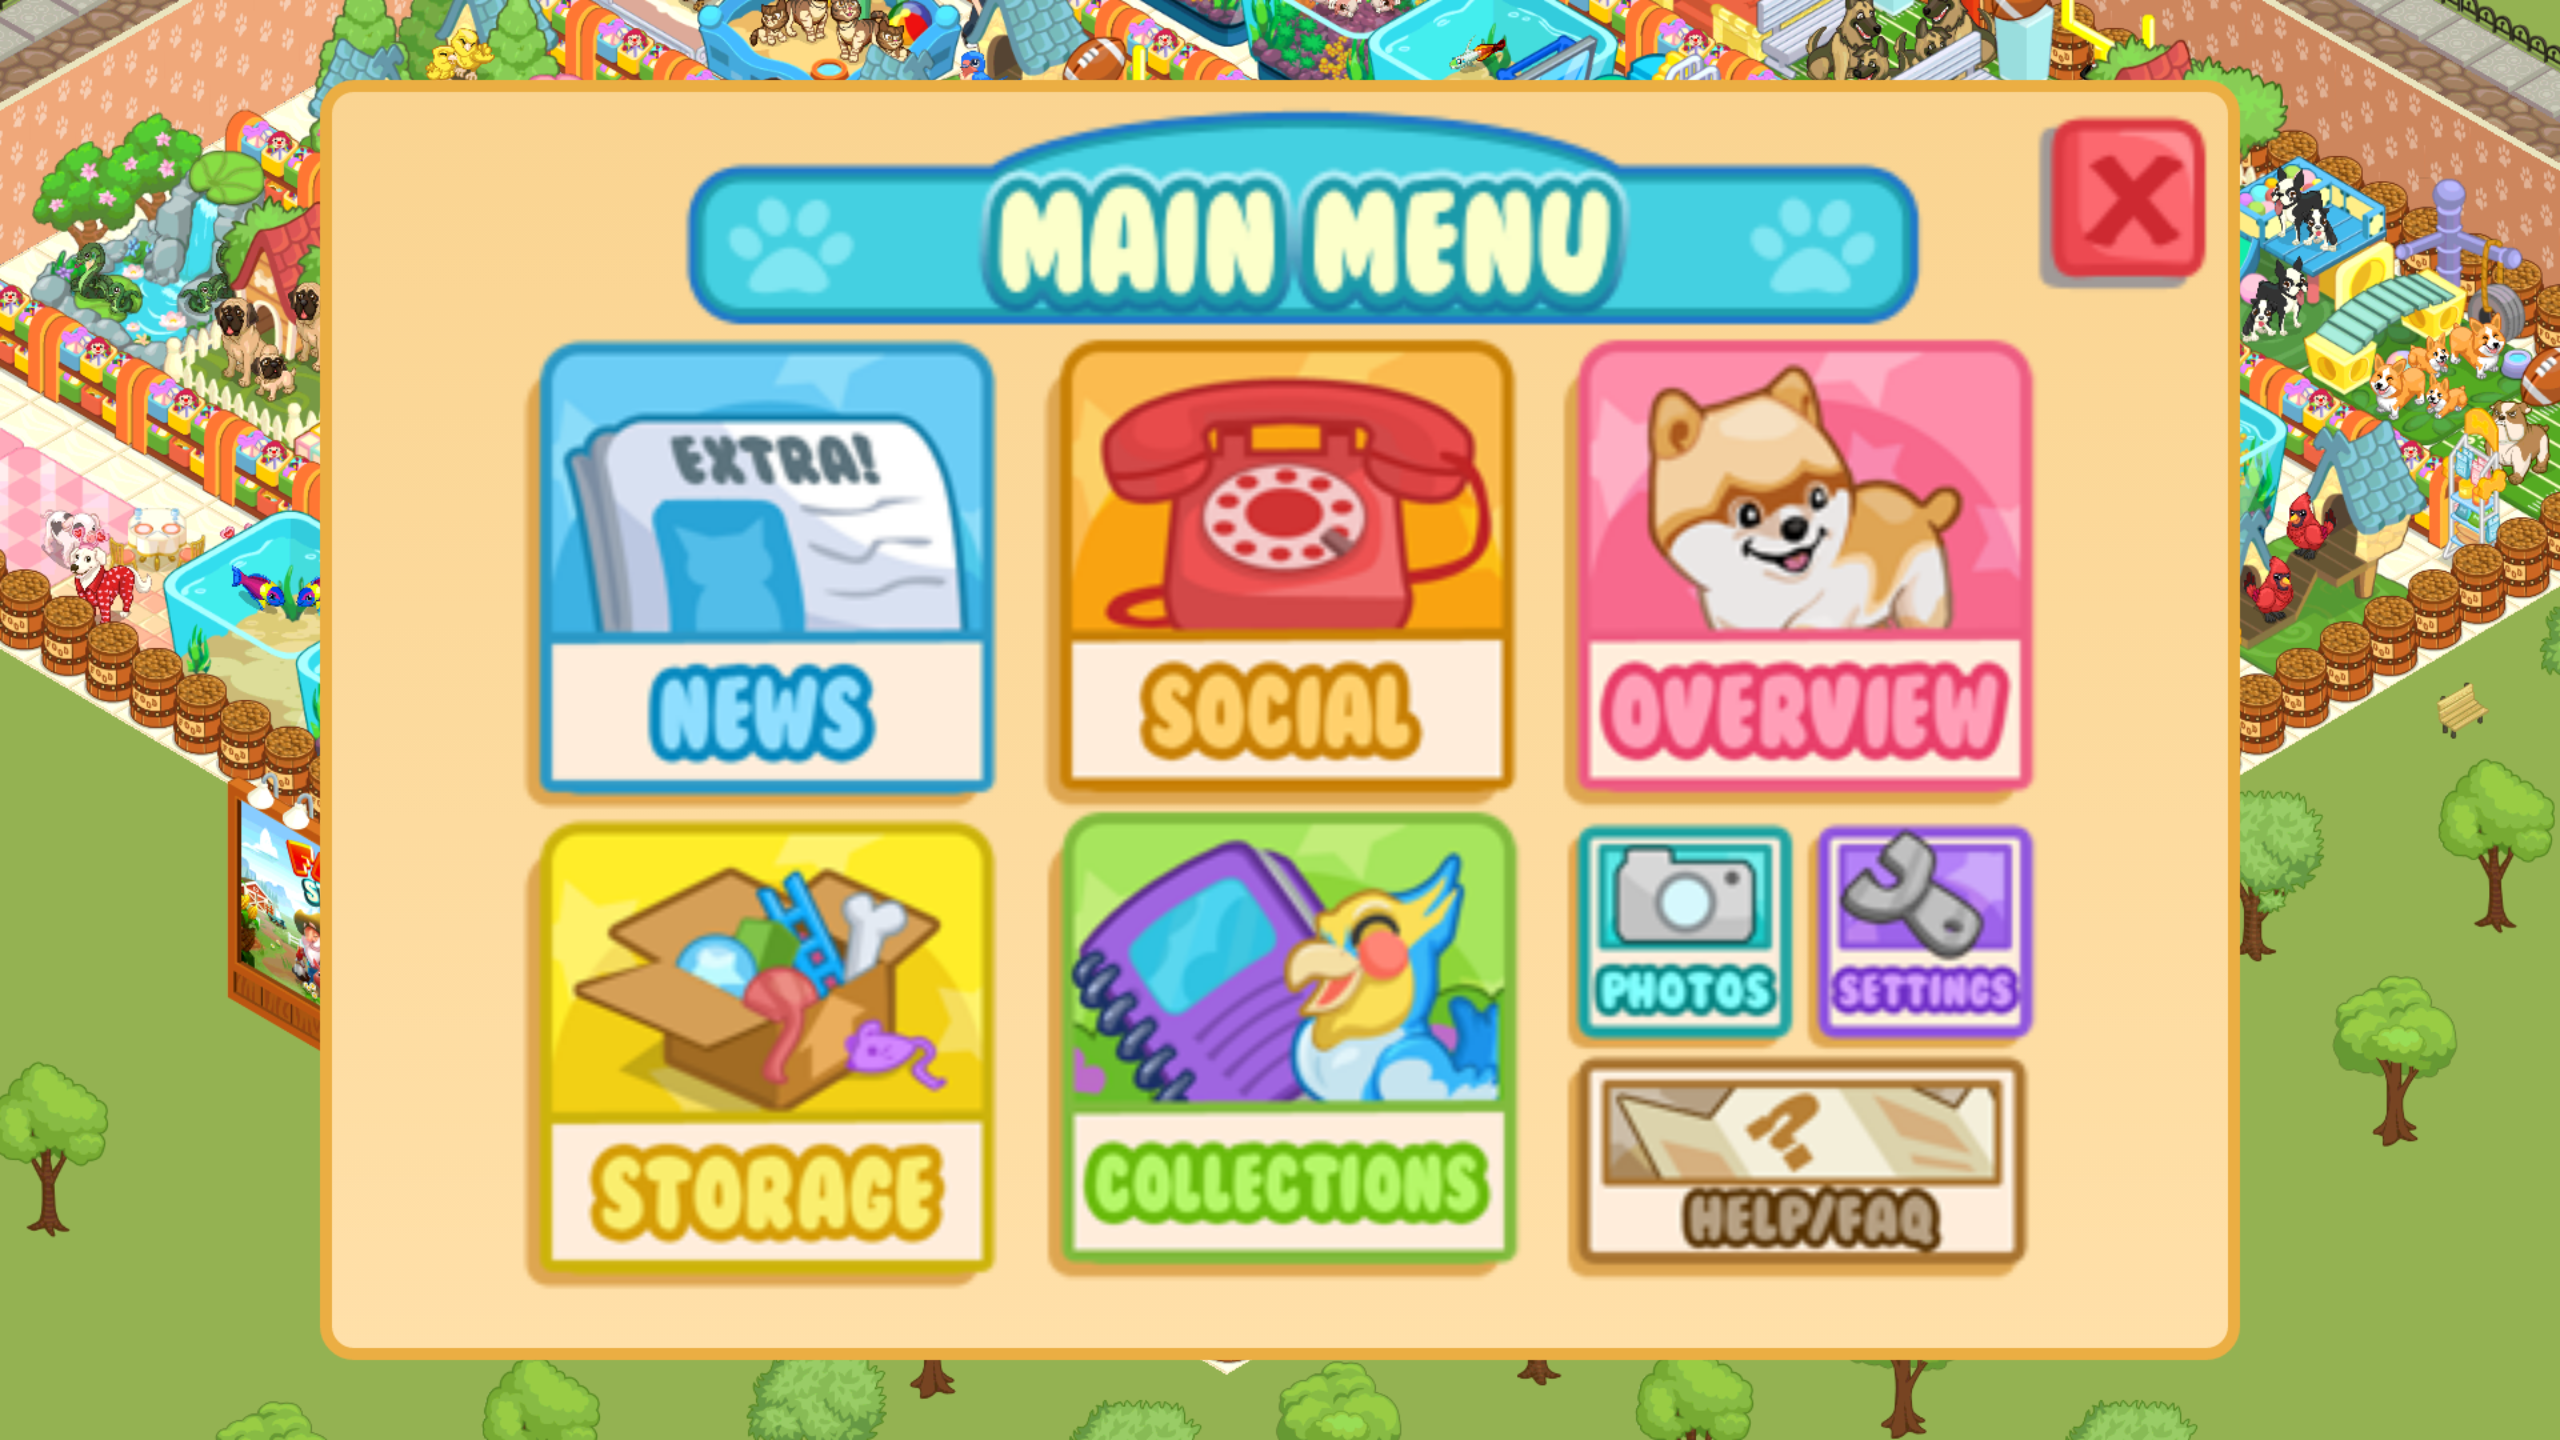 MAIN MENU
EXTRA!
NEWS
SOCIAL
OVERVIEW
STORAGE
COLLECTIONS
PHOTOS
SETTINGS
?
HELP/FAQ